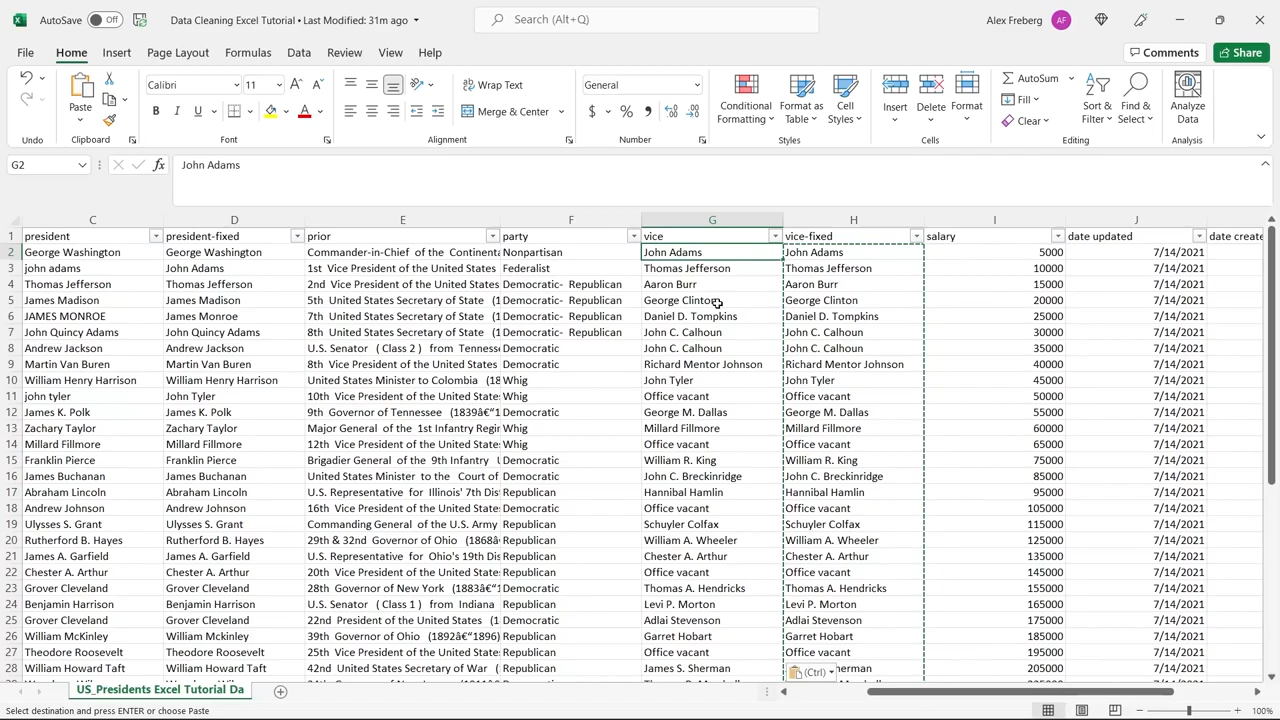 AutoSave Off Data Cleaning Excel Tutorial • Last Modified: 31m ago Search (Alt+Q) Alex Freberg AF
File Home Insert Page Layout Formulas Data Review View Help Comments Share
Paste Calibri 11 Wrap Text General Conditional Formatting Format as Table Cell Styles Insert Delete Format AutoSum Sort & Filter Find & Select Analyze Data
Merge & Center Fill
Clear
Undo Clipboard Font Alignment Number Styles Cells Editing Analysis
G2 fx John Adams
C D E F G H I J
1 president president-fixed prior party vice vice-fixed salary date updated date create
2 George Washington George Washington Commander-in-Chief of the Continenta Nonpartisan John Adams John Adams 5000 7/14/2021
3 john adams John Adams 1st Vice President of the United States Federalist Thomas Jefferson Thomas Jefferson 10000 7/14/2021
4 Thomas Jefferson Thomas Jefferson 2nd Vice President of the United States Democratic- Republican Aaron Burr Aaron Burr 15000 7/14/2021
5 James Madison James Madison 5th United States Secretary of State (1 Democratic- Republican George Clinton George Clinton 20000 7/14/2021
6 JAMES MONROE James Monroe 7th United States Secretary of State (1 Democratic- Republican Daniel D. Tompkins Daniel D. Tompkins 25000 7/14/2021
7 John Quincy Adams John Quincy Adams 8th United States Secretary of State (1 Democratic- Republican John C. Calhoun John C. Calhoun 30000 7/14/2021
8 Andrew Jackson Andrew Jackson U.S. Senator ( Class 2 ) from Tennesse Democratic John C. Calhoun John C. Calhoun 35000 7/14/2021
9 Martin Van Buren Martin Van Buren 8th Vice President of the United States Democratic Richard Mentor Johnson Richard Mentor Johnson 40000 7/14/2021
10 William Henry Harrison William Henry Harrison United States Minister to Colombia (18 Whig John Tyler John Tyler 45000 7/14/2021
11 john tyler John Tyler 10th Vice President of the United States Whig Office vacant Office vacant 50000 7/14/2021
12 James K. Polk James K. Polk 9th Governor of Tennessee (1839â€“1 Democratic George M. Dallas George M. Dallas 55000 7/14/2021
13 Zachary Taylor Zachary Taylor Major General of the 1st Infantry Regir Whig Millard Fillmore Millard Fillmore 60000 7/14/2021
14 Millard Fillmore Millard Fillmore 12th Vice President of the United States Whig Office vacant Office vacant 65000 7/14/2021
15 Franklin Pierce Franklin Pierce Brigadier General of the 9th Infantry U Democratic William R. King William R. King 75000 7/14/2021
16 James Buchanan James Buchanan United States Minister to the Court of Democratic John C. Breckinridge John C. Breckinridge 85000 7/14/2021
17 Abraham Lincoln Abraham Lincoln U.S. Representative for Illinois' 7th Dis Republican Hannibal Hamlin Hannibal Hamlin 95000 7/14/2021
18 Andrew Johnson Andrew Johnson 16th Vice President of the United States Republican Office vacant Office vacant 105000 7/14/2021
19 Ulysses S. Grant Ulysses S. Grant Commanding General of the U.S. Army Republican Schuyler Colfax Schuyler Colfax 115000 7/14/2021
20 Rutherford B. Hayes Rutherford B. Hayes 29th & 32nd Governor of Ohio (1868â Republican William A. Wheeler William A. Wheeler 125000 7/14/2021
21 James A. Garfield James A. Garfield U.S. Representative for Ohio's 19th Dis Republican Chester A. Arthur Chester A. Arthur 135000 7/14/2021
22 Chester A. Arthur Chester A. Arthur 20th Vice President of the United States Republican Office vacant Office vacant 145000 7/14/2021
23 Grover Cleveland Grover Cleveland 28th Governor of New York (1883â€“1 Democratic Thomas A. Hendricks Thomas A. Hendricks 155000 7/14/2021
24 Benjamin Harrison Benjamin Harrison U.S. Senator ( Class 1 ) from Indiana Republican Levi P. Morton Levi P. Morton 165000 7/14/2021
25 Grover Cleveland Grover Cleveland 22nd President of the United States (1 Democratic Adlai Stevenson Adlai Stevenson 175000 7/14/2021
26 William McKinley William Mckinley 39th Governor of Ohio (1892â€“1896) Republican Garret Hobart Garret Hobart 185000 7/14/2021
27 Theodore Roosevelt Theodore Roosevelt 25th Vice President of the United States Republican Office vacant Office vacant 195000 7/14/2021
28 William Howard Taft William Howard Taft 42nd United States Secretary of War ( Republican James S. Sherman (Ctrl) herman 205000 7/14/2021
US_Presidents Excel Tutorial Da
Select destination and press ENTER or choose Paste 100%